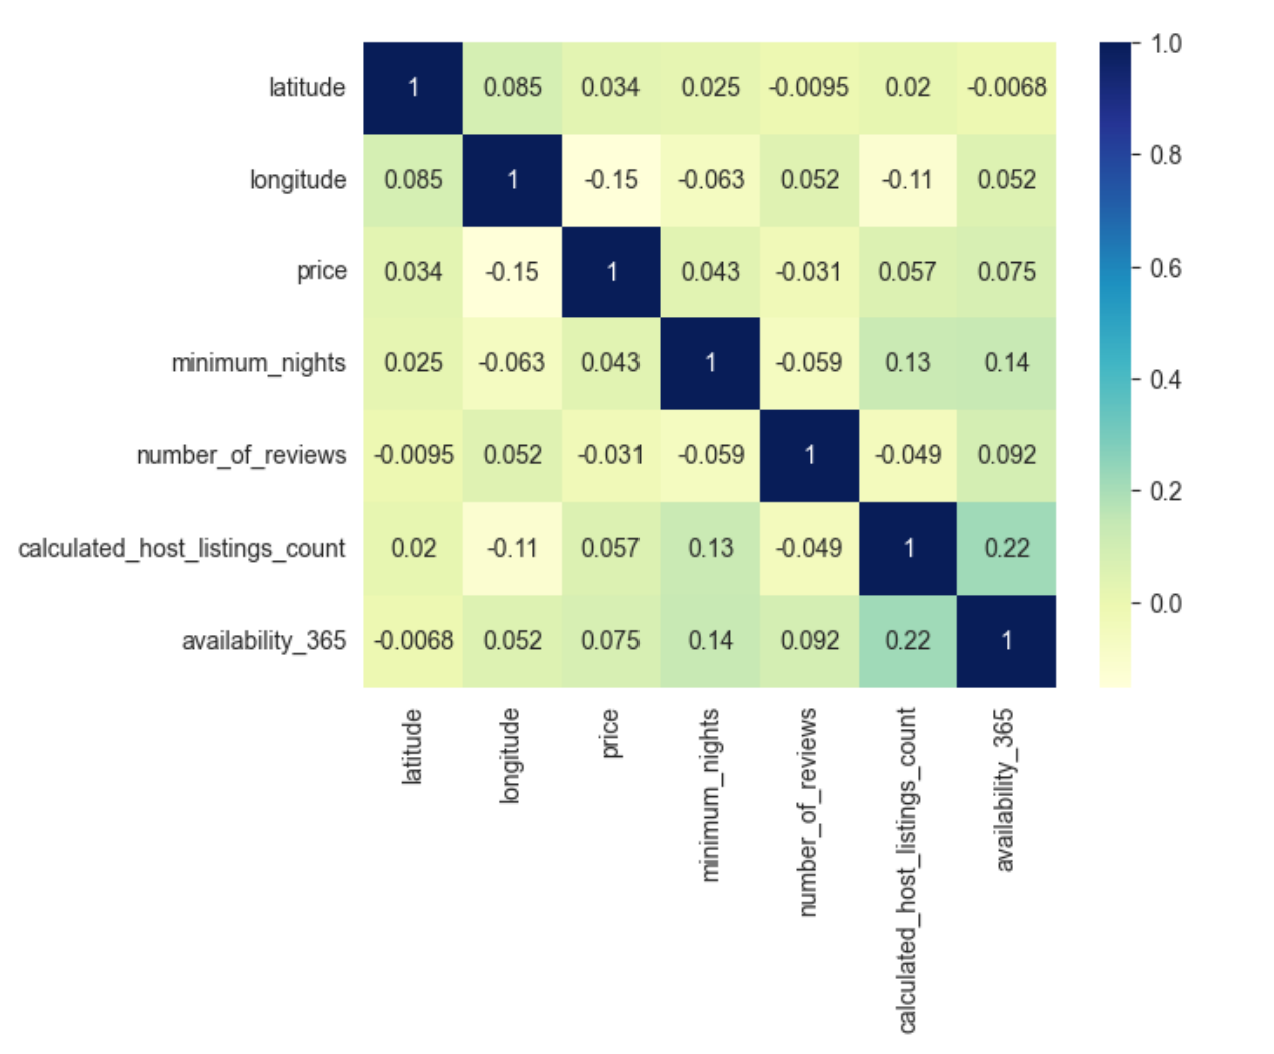 latitude 1 0.085 0.034 0.025 -0.0095 0.02 -0.0068
longitude 0.085 1 -0.15 -0.063 0.052 -0.11 0.052
price 0.034 -0.15 1 0.043 -0.031 0.057 0.075
minimum_nights 0.025 -0.063 0.043 1 -0.059 0.13 0.14
number_of_reviews -0.0095 0.052 -0.031 -0.059 1 -0.049 0.092
calculated_host_listings_count 0.02 -0.11 0.057 0.13 -0.049 1 0.22
availability_365 -0.0068 0.052 0.075 0.14 0.092 0.22 1
latitude
longitude
price
minimum_nights
number_of_reviews
calculated_host_listings_count
availability_365
1.0
0.8
0.6
0.4
0.2
0.0